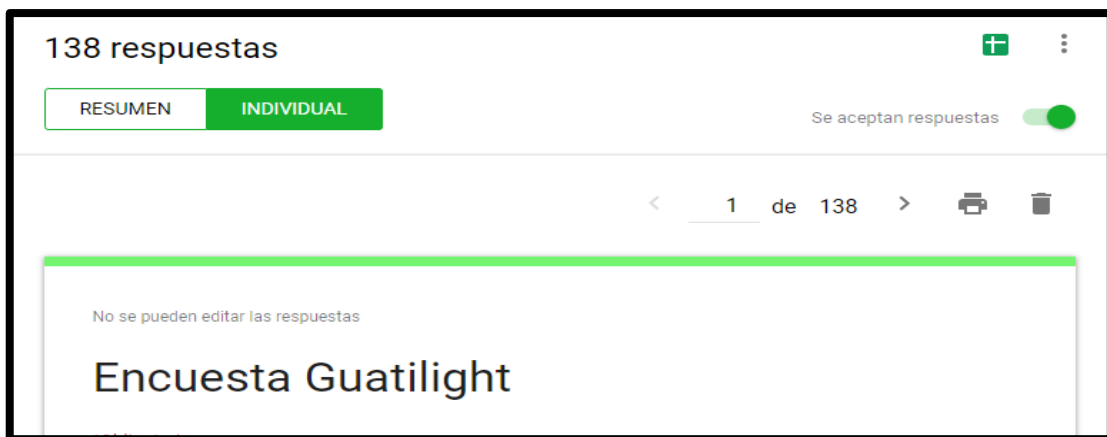 138 respuestas
RESUMEN INDIVIDUAL
Se aceptan respuestas
1 de 138
No se pueden editar las respuestas
Encuesta Guatilight